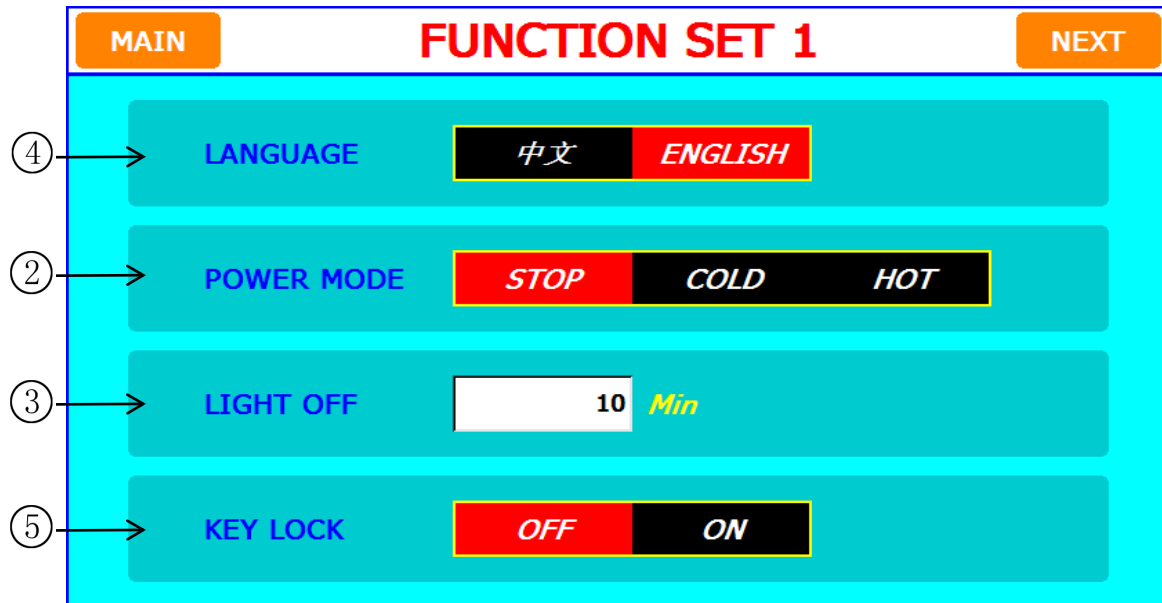 MAIN FUNCTION SET 1 NEXT
④ LANGUAGE 中文 ENGLISH
② POWER MODE STOP COLD HOT
③ LIGHT OFF 10 Min
⑤ KEY LOCK OFF ON